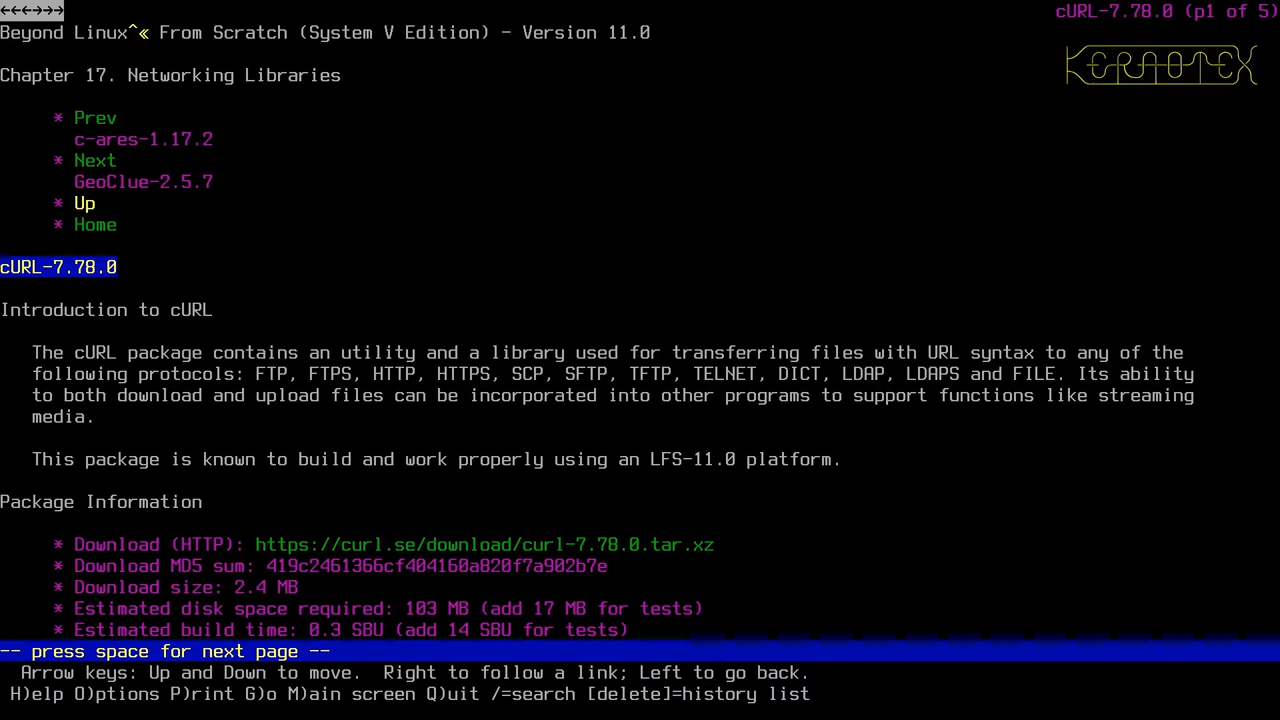 ←←←→→→ cURL-7.78.0 (p1 of 5)
Beyond Linux^« From Scratch (System V Edition) - Version 11.0
KERAOTEX
Chapter 17. Networking Libraries
* Prev
c-ares-1.17.2
* Next
GeoClue-2.5.7
* Up
* Home
cURL-7.78.0
Introduction to cURL
The cURL package contains an utility and a library used for transferring files with URL syntax to any of the
following protocols: FTP, FTPS, HTTP, HTTPS, SCP, SFTP, TFTP, TELNET, DICT, LDAP, LDAPS and FILE. Its ability
to both download and upload files can be incorporated into other programs to support functions like streaming
media.
This package is known to build and work properly using an LFS-11.0 platform.
Package Information
* Download (HTTP): https://curl.se/download/curl-7.78.0.tar.xz
* Download MD5 sum: 419c2461366cf404160a820f7a902b7e
* Download size: 2.4 MB
* Estimated disk space required: 103 MB (add 17 MB for tests)
* Estimated build time: 0.3 SBU (add 14 SBU for tests)
-- press space for next page --
Arrow keys: Up and Down to move. Right to follow a link; Left to go back.
H)elp O)ptions P)rint G)o M)ain screen Q)uit /=search [delete]=history list